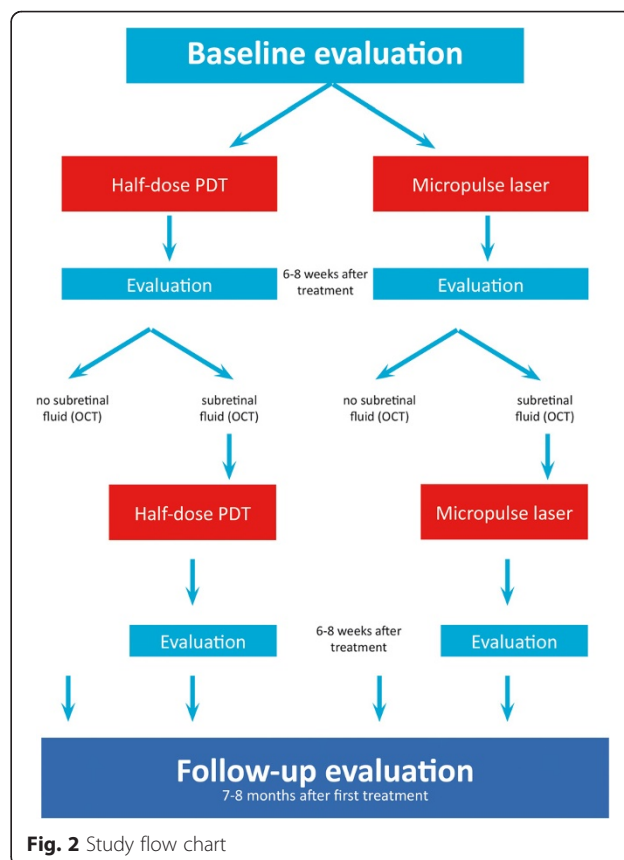 Baseline evaluation
Half-dose PDT
Micropulse laser
Evaluation
6-8 weeks after
treatment
Evaluation
no subretinal
fluid (OCT)
subretinal
fluid (OCT)
no subretinal
fluid (OCT)
subretinal
fluid (OCT)
Half-dose PDT
Micropulse laser
Evaluation
6-8 weeks after
treatment
Evaluation
Follow-up evaluation
7-8 months after first treatment
Fig. 2 Study flow chart